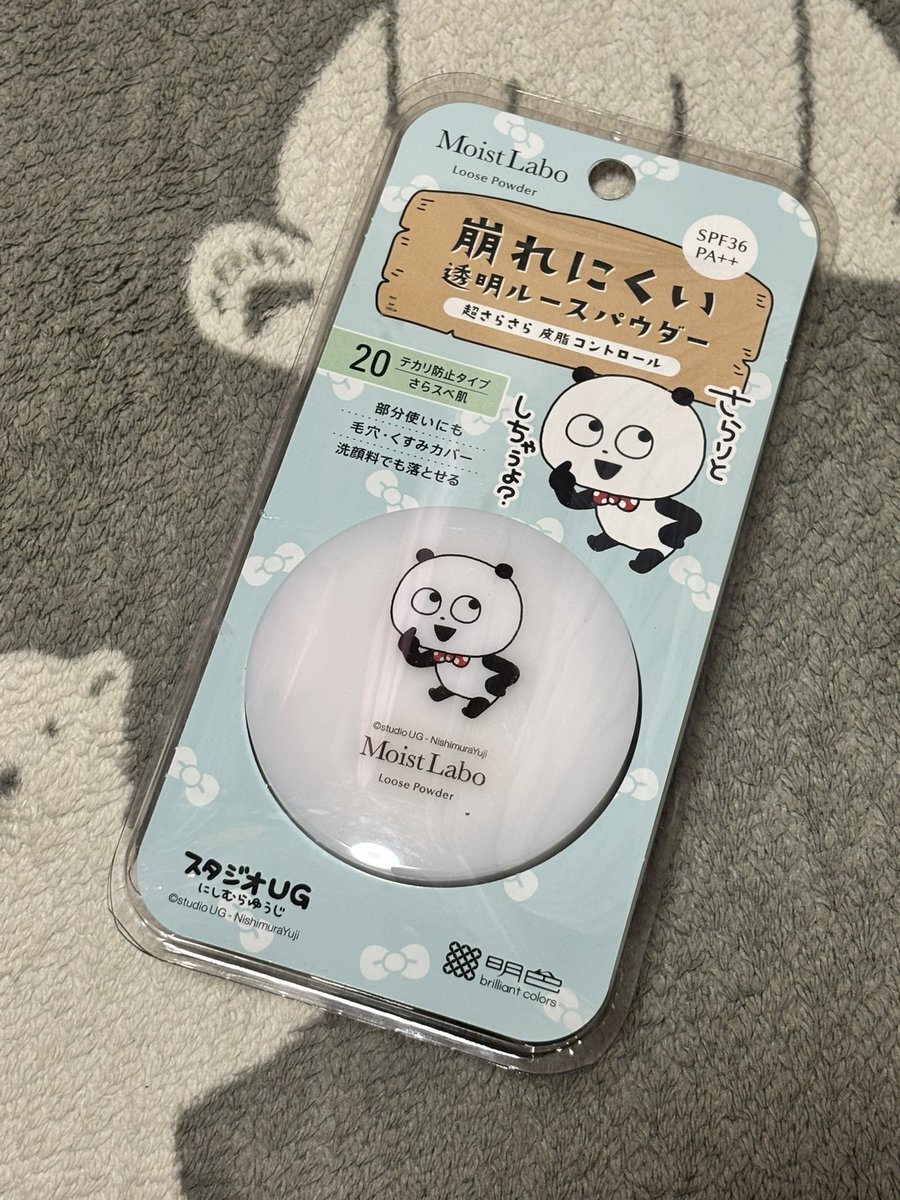 Moist Labo
Loose Powder
SPF36
PA++
崩れにくい
透明ルースパウダー
超さらさら 皮脂コントロール
20
テカリ防止タイプ
さらスベ肌
部分使いにも
毛穴・くすみカバー
洗顔料でも落とせる
さらりと
しちゃうよ?
©studio UG - NishimuraYuji
Moist Labo
Loose Powder
スタジオUG
にしむらゆうじ
©studio UG - NishimuraYuji
明色
brilliant colors